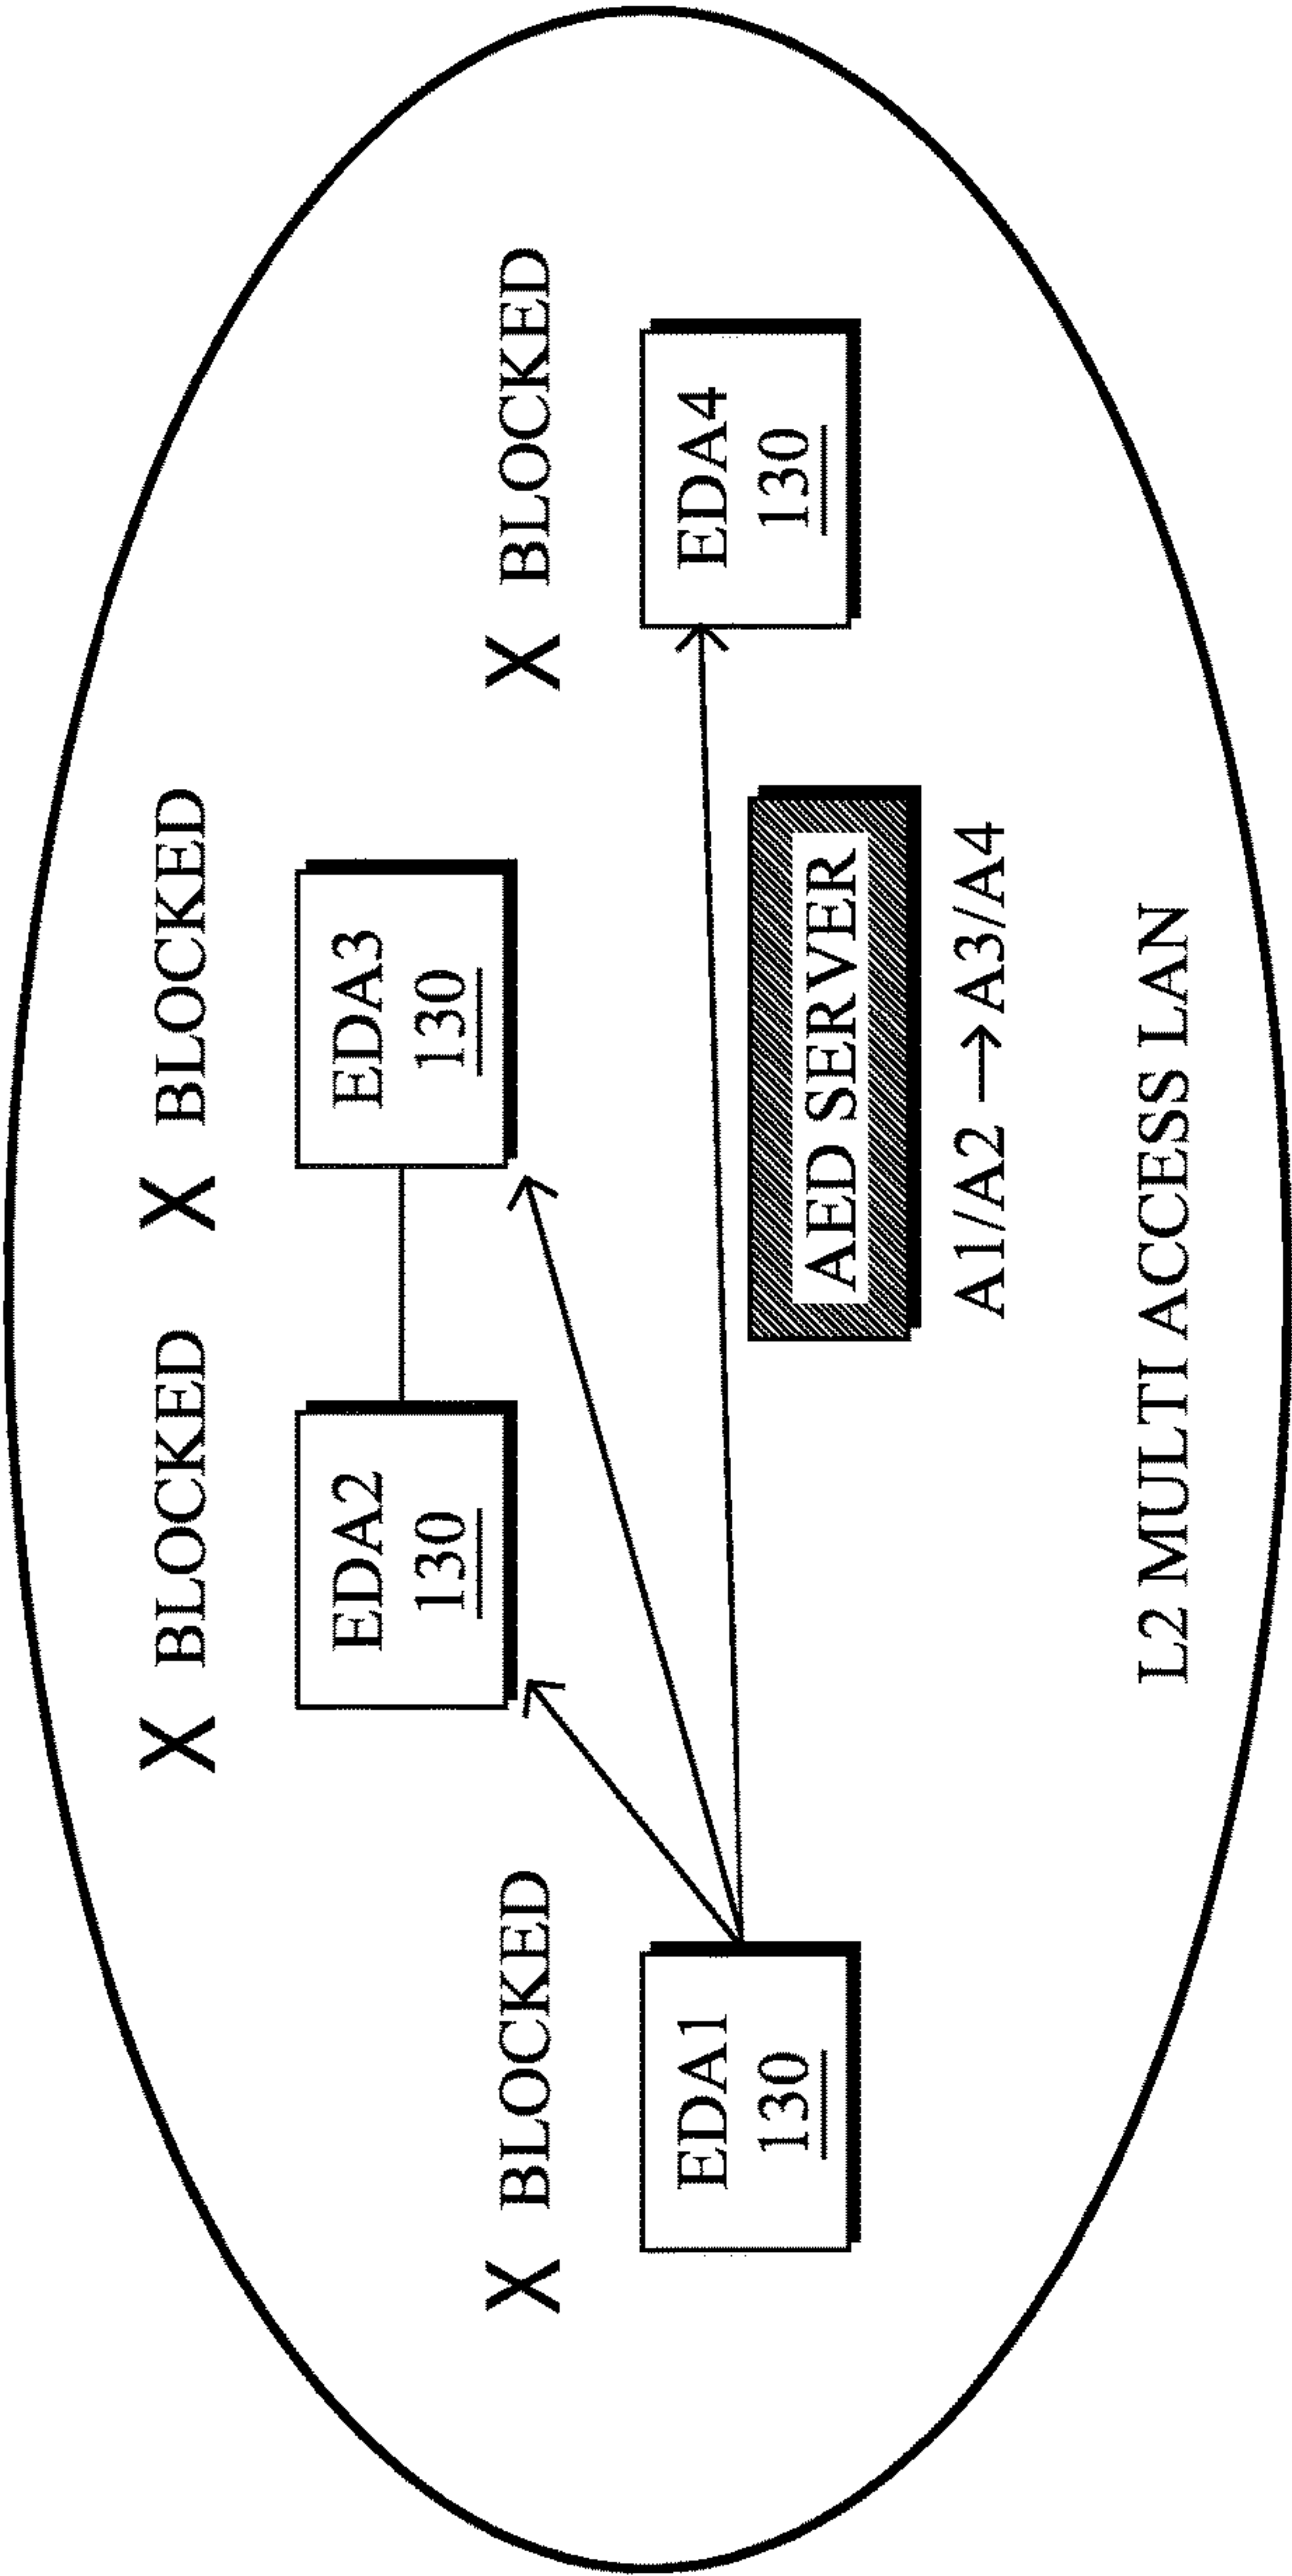 X BLOCKED
X BLOCKED
EDA2
130
EDA3
130
X BLOCKED
X BLOCKED
EDA1
130
EDA4
130
AED SERVER
A1/A2 → A3/A4
L2 MULTI ACCESS LAN